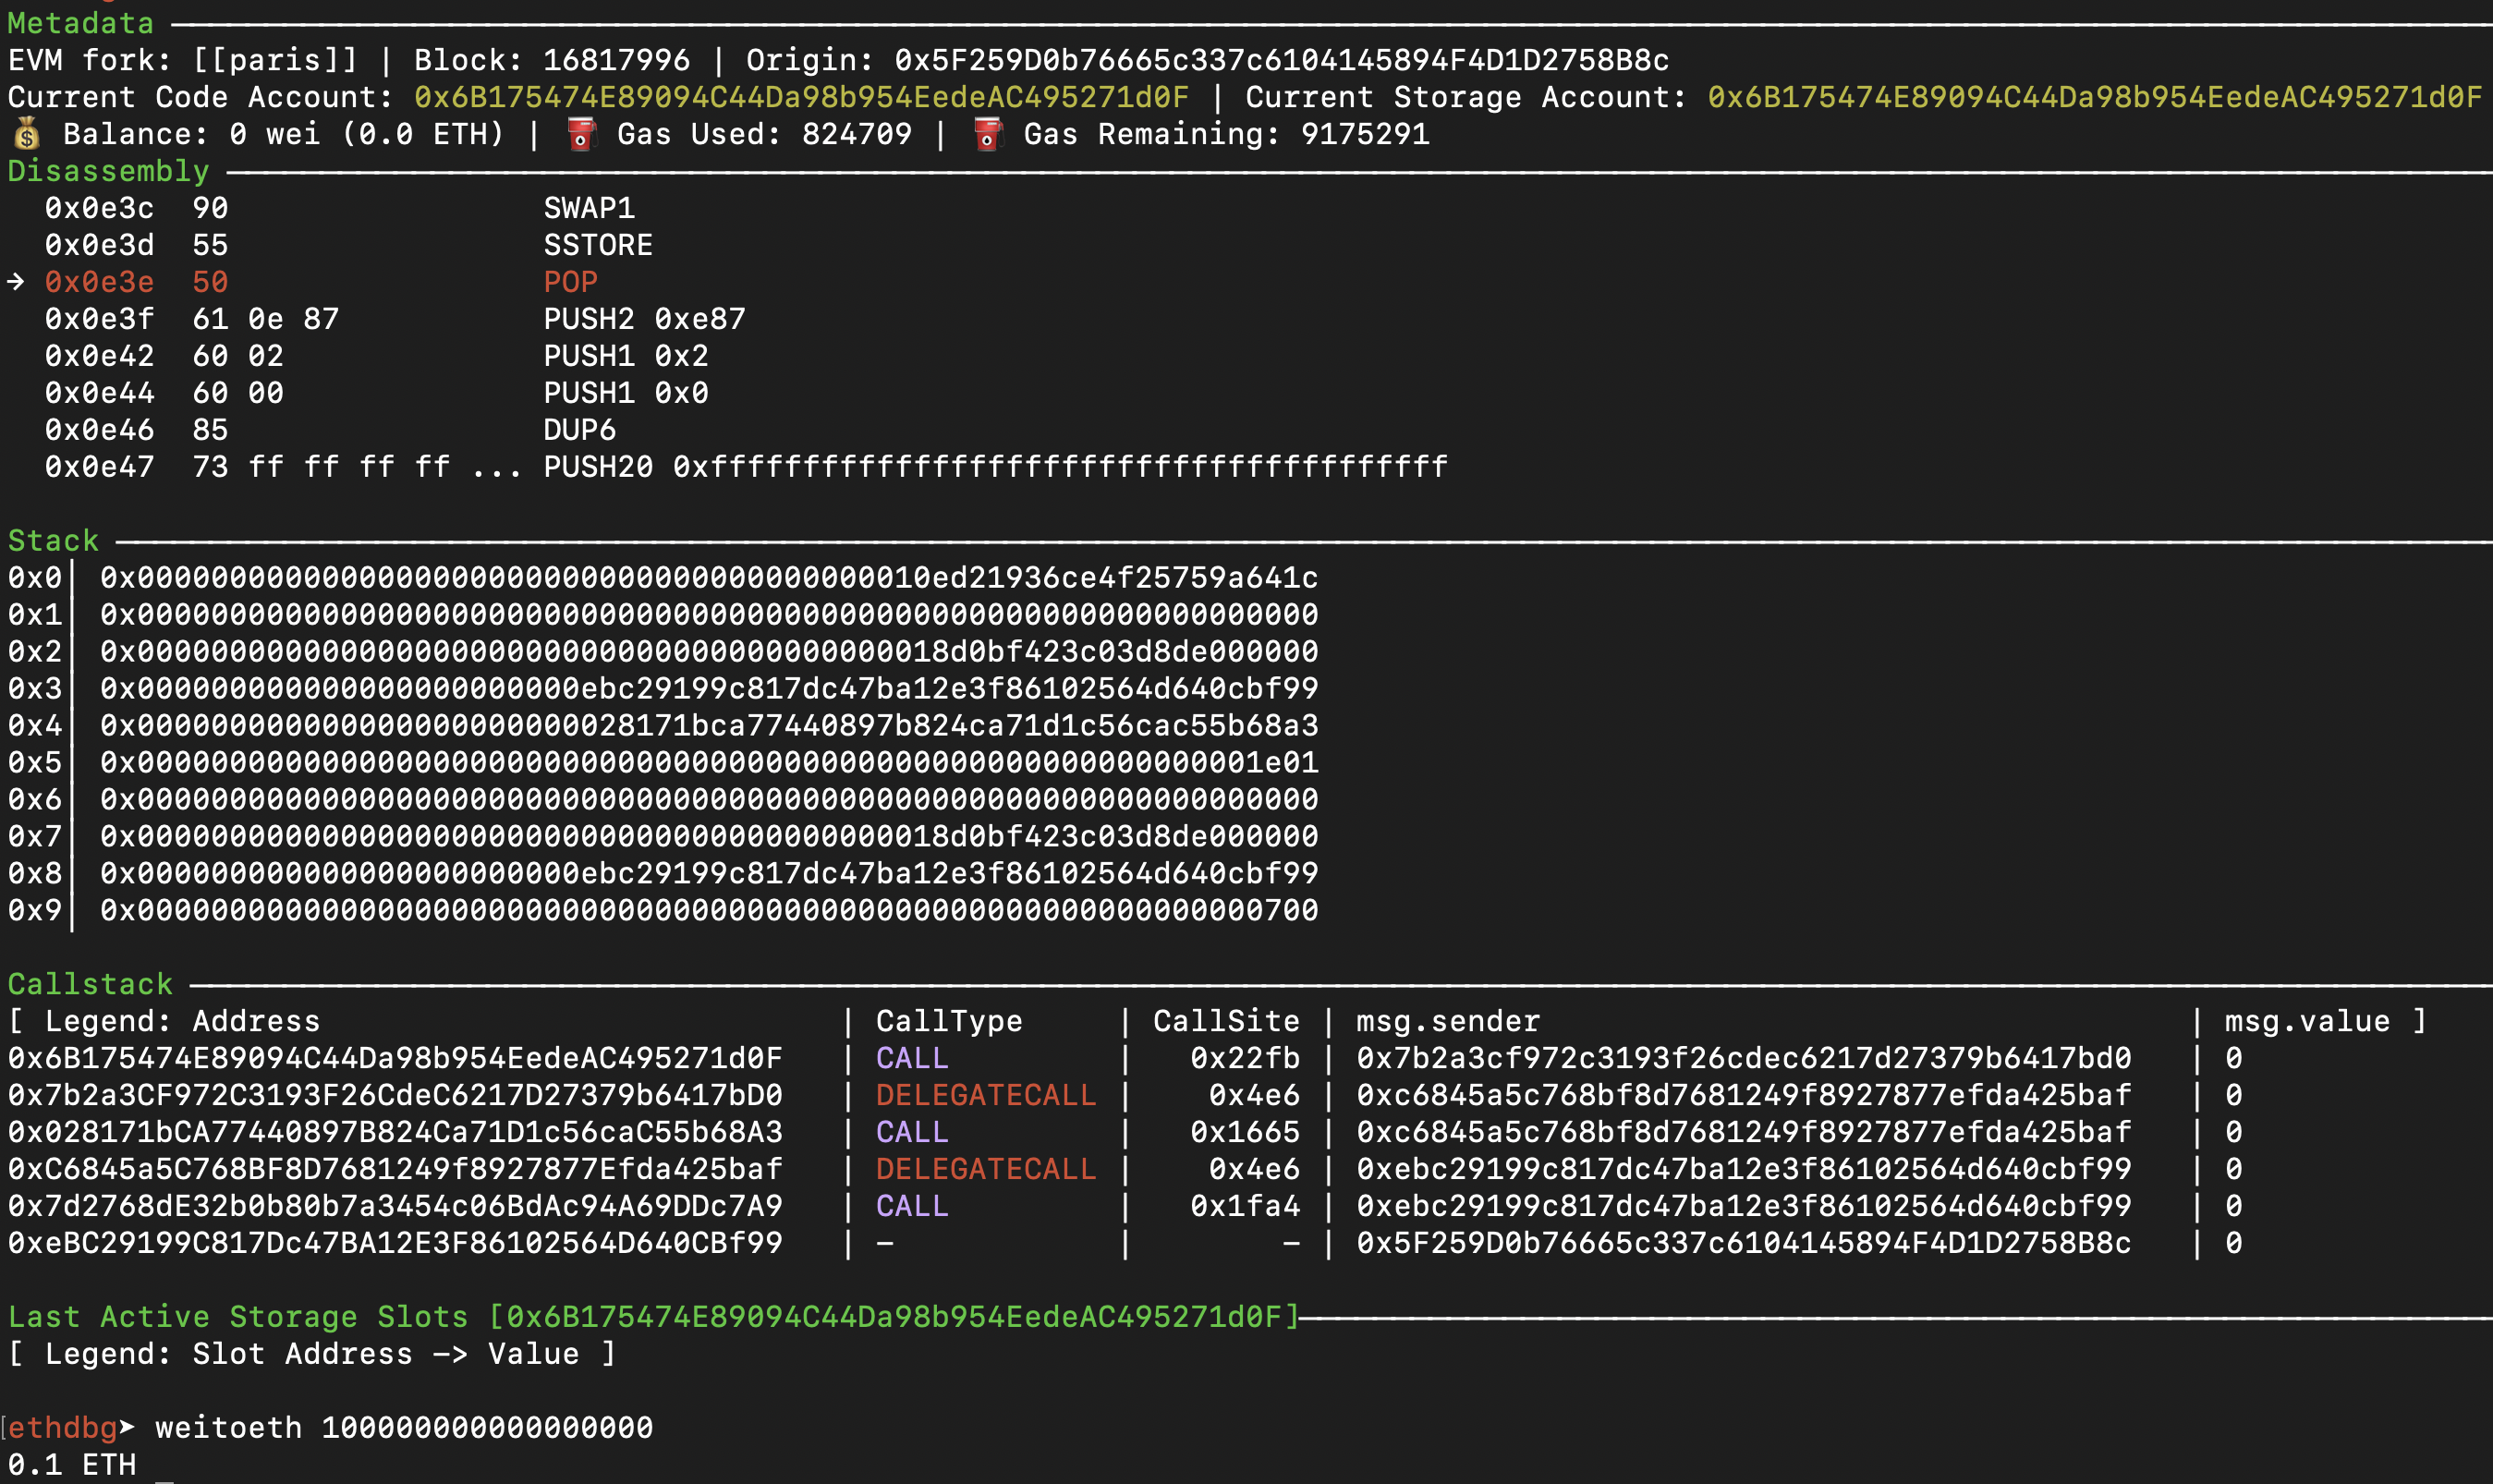 Metadata
EVM fork: [[paris]] | Block: 16817996 | Origin: 0x5F259D0b76665c337c6104145894F4D1D2758B8c
Current Code Account: 0x6B175474E89094C44Da98b954EedeAC495271d0F | Current Storage Account: 0x6B175474E89094C44Da98b954EedeAC495271d0F
💰 Balance: 0 wei (0.0 ETH) | ⛽ Gas Used: 824709 | ⛽ Gas Remaining: 9175291
Disassembly
0x0e3c 90 SWAP1
0x0e3d 55 SSTORE
→ 0x0e3e 50 POP
0x0e3f 61 0e 87 PUSH2 0xe87
0x0e42 60 02 PUSH1 0x2
0x0e44 60 00 PUSH1 0x0
0x0e46 85 DUP6
0x0e47 73 ff ff ff ff ... PUSH20 0xffffffffffffffffffffffffffffffffffffffff
Stack
0x0│ 0x00000000000000000000000000000000000000000010ed21936ce4f25759a641c
0x1│ 0x0000000000000000000000000000000000000000000000000000000000000000
0x2│ 0x00000000000000000000000000000000000000000018d0bf423c03d8de000000
0x3│ 0x000000000000000000000000ebc29199c817dc47ba12e3f86102564d640cbf99
0x4│ 0x000000000000000000000000028171bca77440897b824ca71d1c56cac55b68a3
0x5│ 0x0000000000000000000000000000000000000000000000000000000000001e01
0x6│ 0x0000000000000000000000000000000000000000000000000000000000000000
0x7│ 0x00000000000000000000000000000000000000000018d0bf423c03d8de000000
0x8│ 0x000000000000000000000000ebc29199c817dc47ba12e3f86102564d640cbf99
0x9│ 0x0000000000000000000000000000000000000000000000000000000000000700
Callstack
[ Legend: Address | CallType | CallSite | msg.sender | msg.value ]
0x6B175474E89094C44Da98b954EedeAC495271d0F | CALL | 0x22fb | 0x7b2a3cf972c3193f26cdec6217d27379b6417bd0 | 0
0x7b2a3CF972C3193F26CdeC6217D27379b6417bD0 | DELEGATECALL | 0x4e6 | 0xc6845a5c768bf8d7681249f8927877efda425baf | 0
0x028171bCA77440897B824Ca71D1c56caC55b68A3 | CALL | 0x1665 | 0xc6845a5c768bf8d7681249f8927877efda425baf | 0
0xC6845a5C768BF8D7681249f8927877Efda425baf | DELEGATECALL | 0x4e6 | 0xebc29199c817dc47ba12e3f86102564d640cbf99 | 0
0x7d2768dE32b0b80b7a3454c06BdAc94A69DDc7A9 | CALL | 0x1fa4 | 0xebc29199c817dc47ba12e3f86102564d640cbf99 | 0
0xeBC29199C817Dc47BA12E3F86102564D640CBf99 | – | – | 0x5F259D0b76665c337c6104145894F4D1D2758B8c | 0
Last Active Storage Slots [0x6B175474E89094C44Da98b954EedeAC495271d0F]
[ Legend: Slot Address –> Value ]
[ethdbg➤ weitoeth 100000000000000000
0.1 ETH